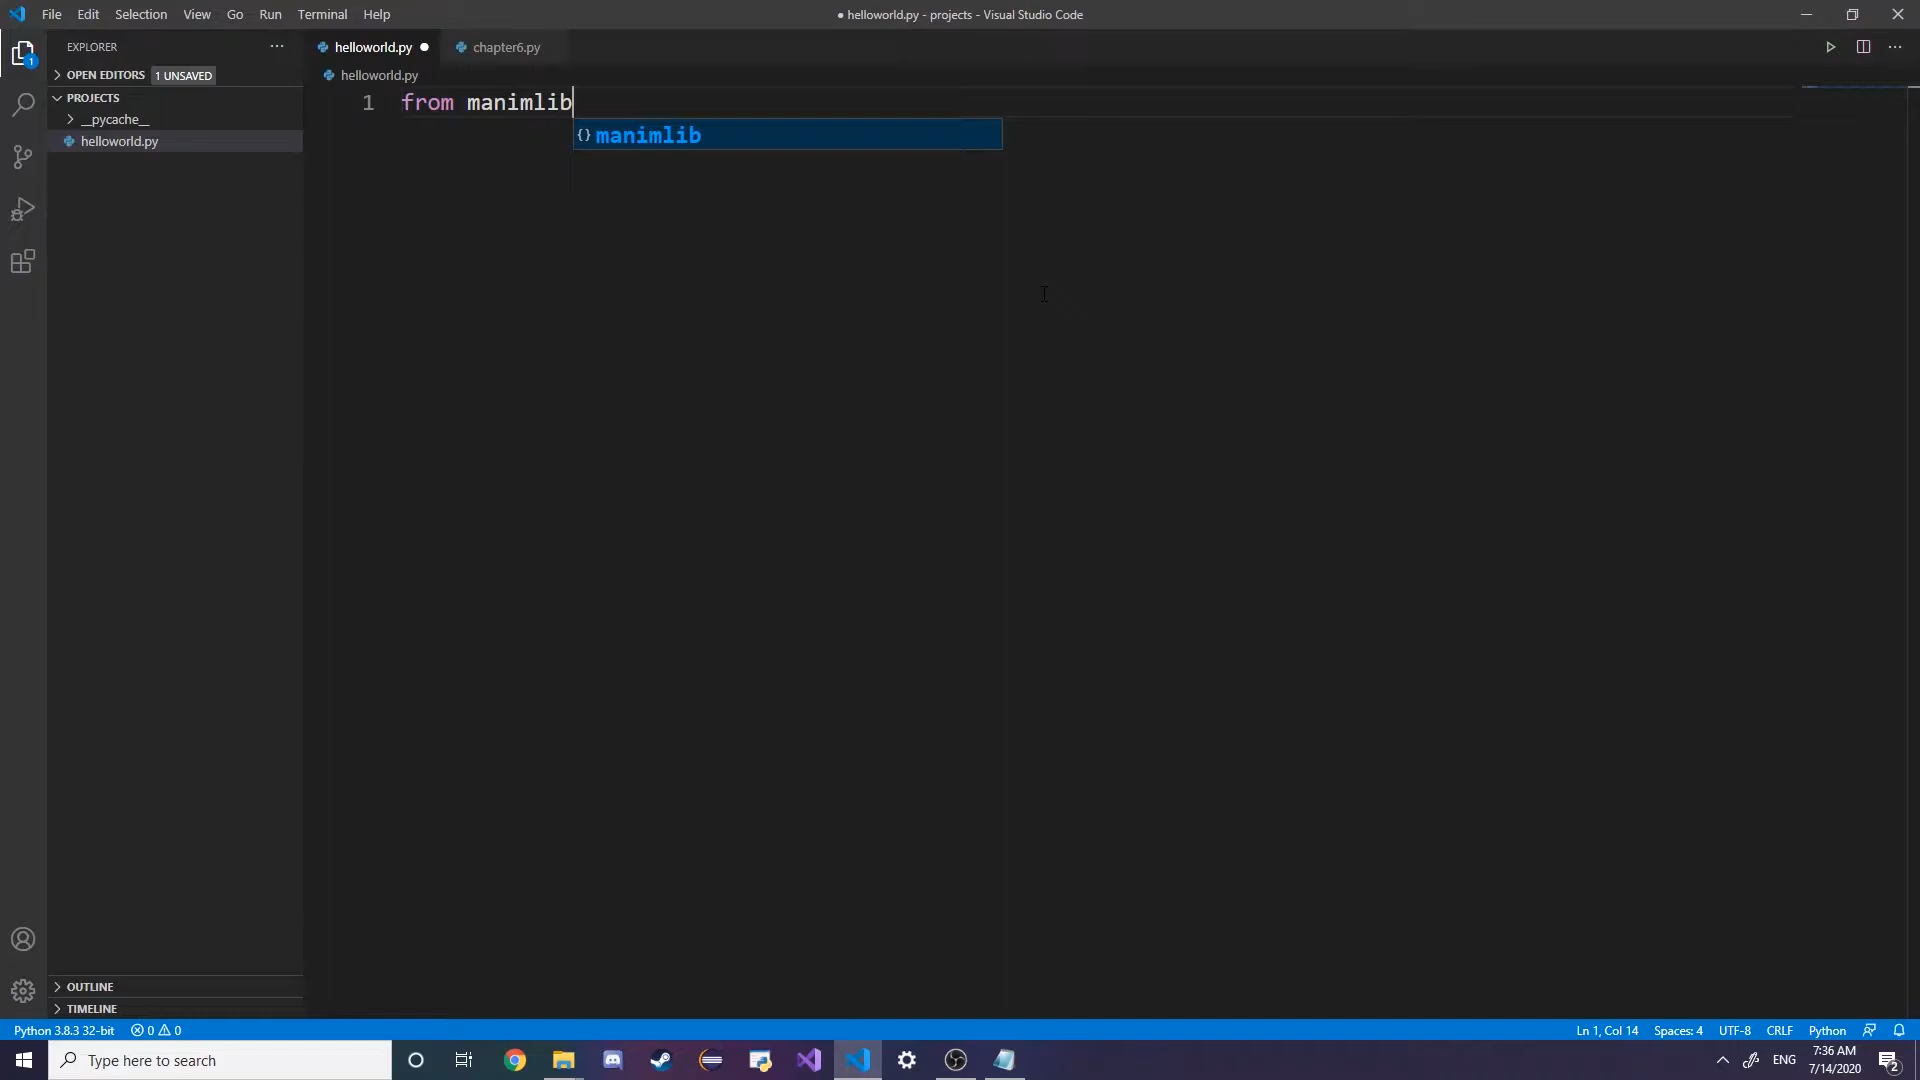 File Edit Selection View Go Run Terminal Help
● helloworld.py - projects - Visual Studio Code
EXPLORER
OPEN EDITORS 1 UNSAVED
PROJECTS
__pycache__
helloworld.py
OUTLINE
TIMELINE
helloworld.py ● chapter6.py
helloworld.py
1 from manimlib
{} manimlib
1
Python 3.8.3 32-bit 0 0
Ln 1, Col 14 Spaces: 4 UTF-8 CRLF Python
Type here to search
ENG
7:36 AM
7/14/2020
2